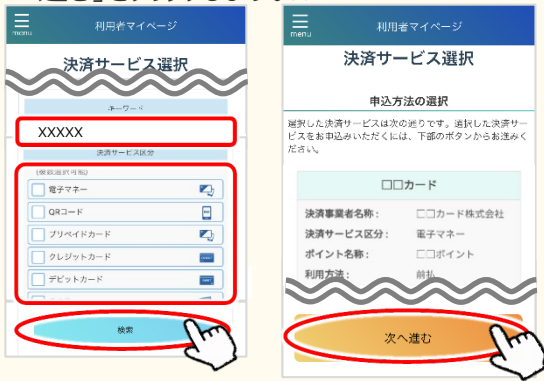 利用者マイページ
menu
決済サービス選択
キーワード
XXXXX
決済サービス区分
(複数選択可能)
電子マネー
QRコード
プリペイドカード
クレジットカード
デビットカード
検索
利用者マイページ
menu
決済サービス選択
申込方法の選択
選択した決済サービスは次の通りです。選択した決済サー
ビスをお申込みいただくには、下部のボタンからお進みく
ださい。
□□カード
決済事業者名称: □□カード株式会社
決済サービス区分: 電子マネー
ポイント名称: □□ポイント
利用方法: 前払
次へ進む